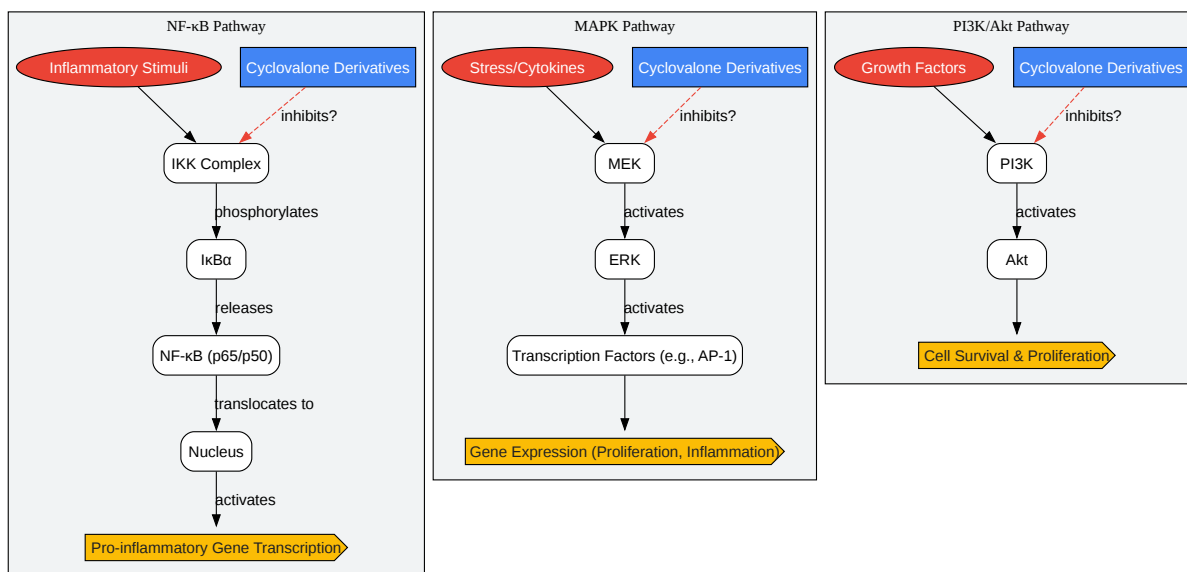 NF-κB Pathway
Inflammatory Stimuli
Cyclovalone Derivatives
inhibits?
IKK Complex
phosphorylates
IκBα
releases
NF-κB (p65/p50)
translocates to
Nucleus
activates
Pro-inflammatory Gene Transcription
MAPK Pathway
Stress/Cytokines
Cyclovalone Derivatives
inhibits?
MEK
activates
ERK
activates
Transcription Factors (e.g., AP-1)
Gene Expression (Proliferation, Inflammation)
PI3K/Akt Pathway
Growth Factors
Cyclovalone Derivatives
inhibits?
PI3K
activates
Akt
Cell Survival & Proliferation